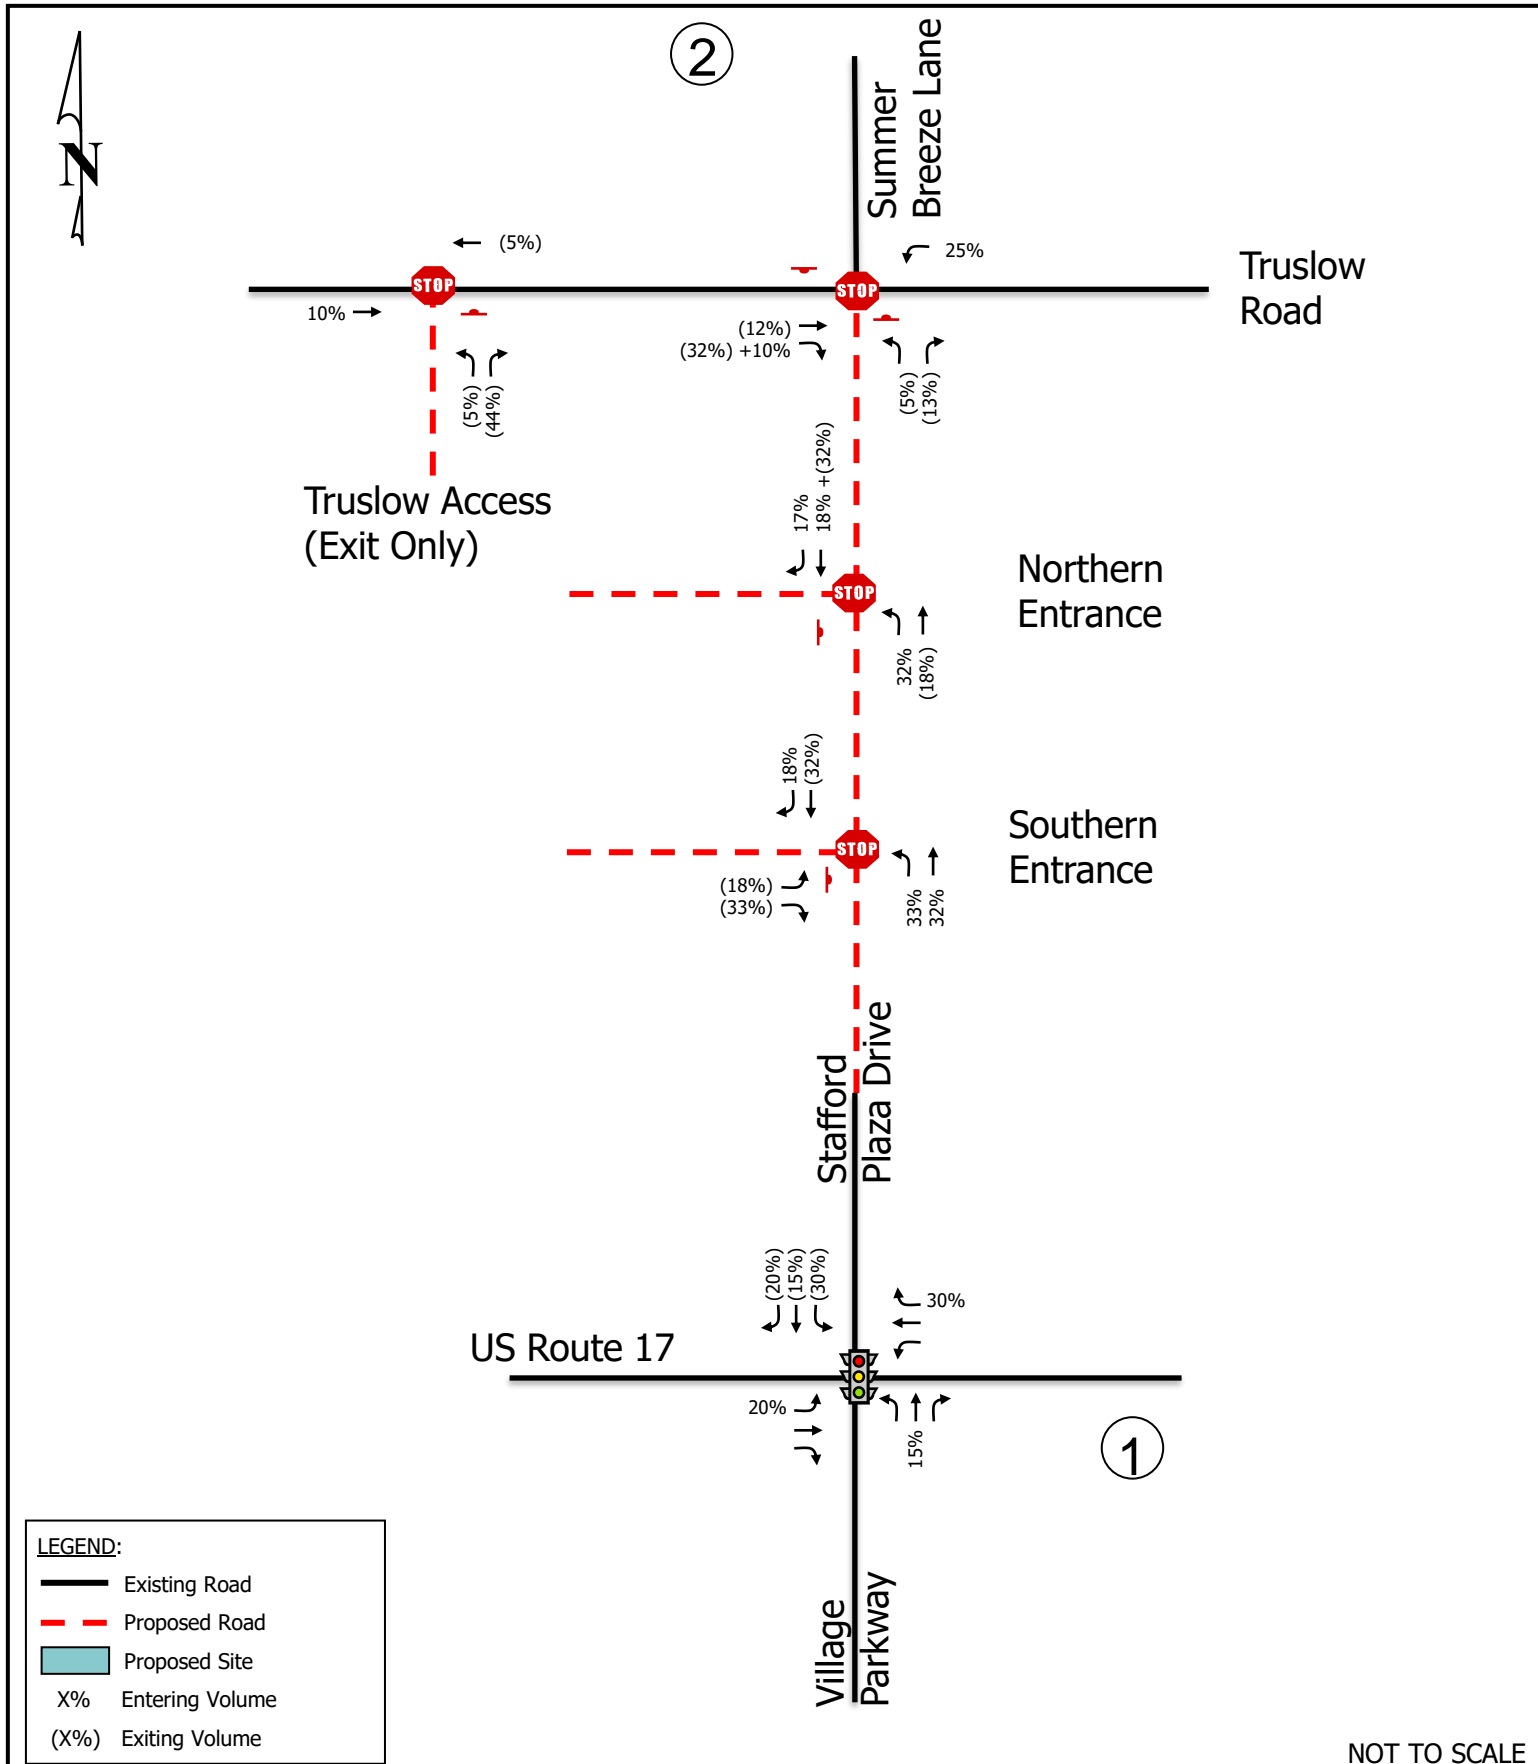 2
Summer
Breeze Lane
N
(5%)
25%
STOP
STOP
Truslow
Road
10%
(12%)
(32%) +10%
(5%)
(44%)
(5%)
(13%)
17%
18% +(32%)
Truslow Access
(Exit Only)
STOP
Northern
Entrance
32%
(18%)
18%
(32%)
STOP
Southern
Entrance
(18%)
(33%)
33%
32%
Stafford
Plaza Drive
(20%)
(15%)
(30%)
30%
US Route 17
20%
15%
1
Village
Parkway
LEGEND:
Existing Road
Proposed Road
Proposed Site
X% Entering Volume
(X%) Exiting Volume
NOT TO SCALE